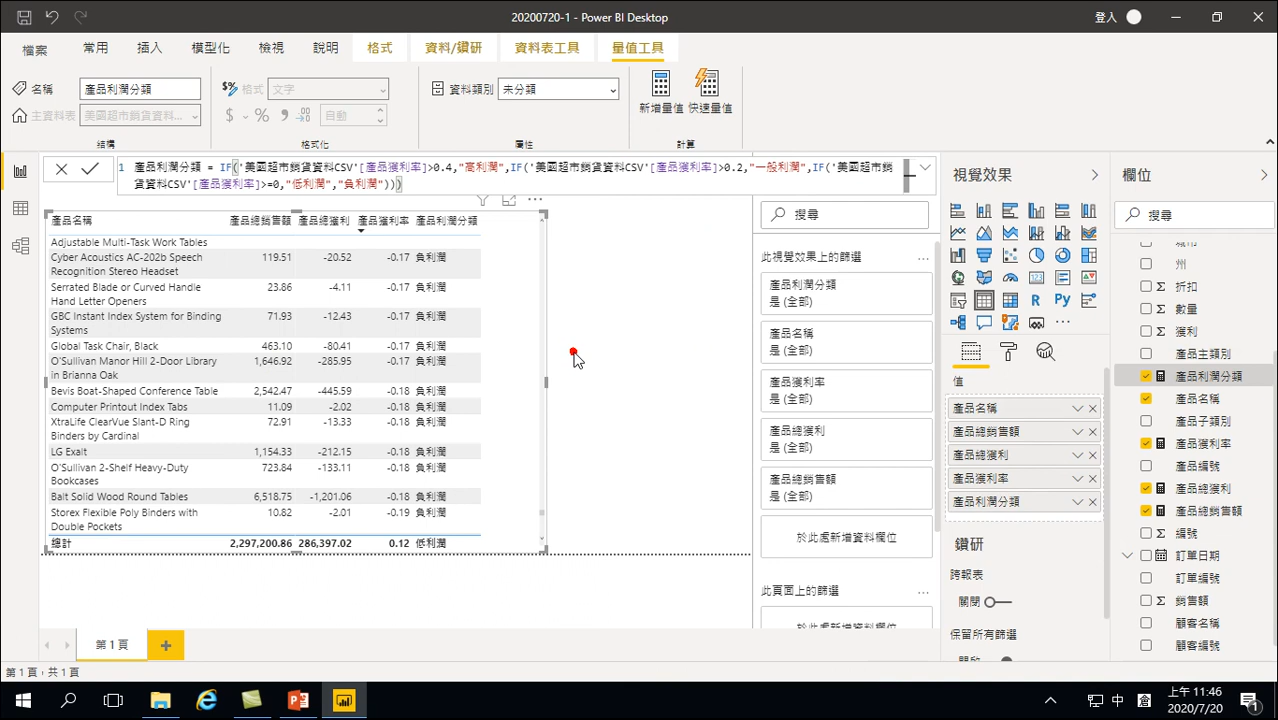 20200720-1 - Power BI Desktop
登入
檔案
常用
插入
模型化
檢視
說明
格式
資料/鑽研
資料表工具
量值工具
名稱
產品利潤分類
主資料表
美國超市銷貨資料...
結構
格式
文字
$
%
自動
格式化
資料類別
未分類
屬性
新增量值
快速量值
計算
1
產品利潤分類 = IF('美國超市銷貨資料CSV'[產品獲利率]>0.4,"高利潤",IF('美國超市銷貨資料CSV'[產品獲利率]>0.2,"一般利潤",IF('美國超市銷
貨資料CSV'[產品獲利率]>=0,"低利潤","負利潤")))
產品名稱 產品總銷售額 產品總獲利 產品獲利率 產品利潤分類
Adjustable Multi-Task Work Tables
Cyber Acoustics AC-202b Speech 119.51 -20.52 -0.17 負利潤
Recognition Stereo Headset
Serrated Blade or Curved Handle 23.86 -4.11 -0.17 負利潤
Hand Letter Openers
GBC Instant Index System for Binding 71.93 -12.43 -0.17 負利潤
Systems
Global Task Chair, Black 463.10 -80.41 -0.17 負利潤
O'Sullivan Manor Hill 2-Door Library 1,646.92 -285.95 -0.17 負利潤
in Brianna Oak
Bevis Boat-Shaped Conference Table 2,542.47 -445.59 -0.18 負利潤
Computer Printout Index Tabs 11.09 -2.02 -0.18 負利潤
XtraLife ClearVue Slant-D Ring 72.91 -13.33 -0.18 負利潤
Binders by Cardinal
LG Exalt 1,154.33 -212.15 -0.18 負利潤
O'Sullivan 2-Shelf Heavy-Duty 723.84 -133.11 -0.18 負利潤
Bookcases
Balt Solid Wood Round Tables 6,518.75 -1,201.06 -0.18 負利潤
Storex Flexible Poly Binders with 10.82 -2.01 -0.19 負利潤
Double Pockets
總計 2,297,200.86 286,397.02 0.12 低利潤
搜尋
此視覺效果上的篩選
產品利潤分類
是 (全部)
產品名稱
是 (全部)
產品獲利率
是 (全部)
產品總獲利
是 (全部)
產品總銷售額
是 (全部)
於此處新增資料欄位
此頁面上的篩選
於此處新增資料欄位
視覺效果
R
Py
值
產品名稱
產品總銷售額
產品總獲利
產品獲利率
產品利潤分類
鑽研
跨報表
關閉
保留所有篩選
開啟
欄位
搜尋
城市
州
折扣
數量
獲利
產品主類別
產品利潤分類
產品名稱
產品子類別
產品獲利率
產品編號
產品總獲利
產品總銷售額
編號
訂單日期
訂單編號
銷售額
顧客名稱
顧客編號
第 1 頁
第 1 頁，共 1 頁
中
倉
上午 11:46
2020/7/20
1